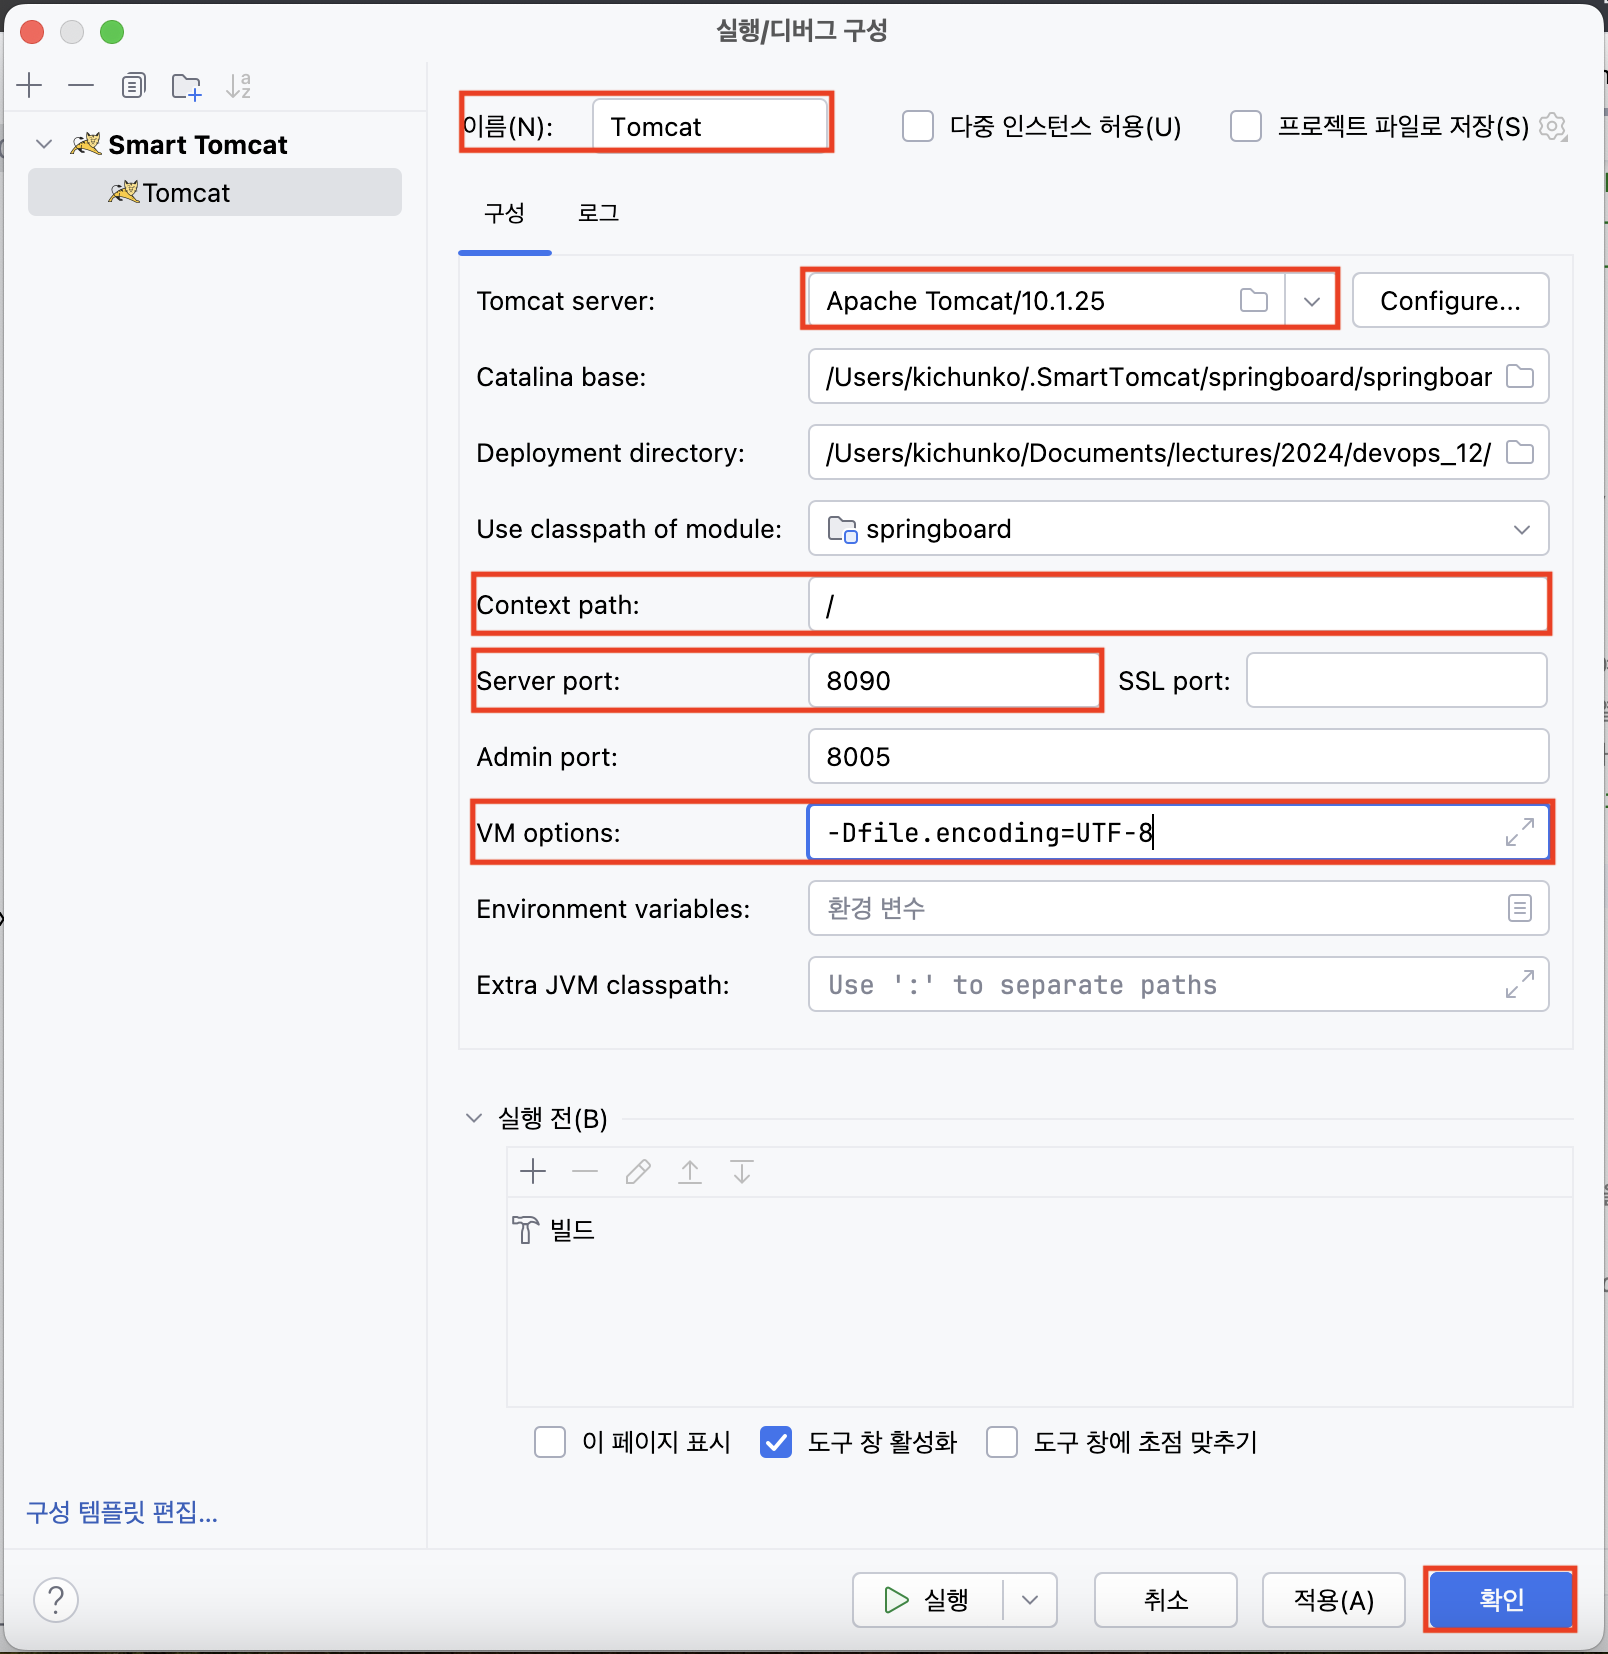 실행/디버그 구성
Smart Tomcat
Tomcat
이름(N): Tomcat 다중 인스턴스 허용(U) 프로젝트 파일로 저장(S)
구성 로그
Tomcat server: Apache Tomcat/10.1.25 Configure...
Catalina base: /Users/kichunko/.SmartTomcat/springboard/springboar
Deployment directory: /Users/kichunko/Documents/lectures/2024/devops_12/
Use classpath of module: springboard
Context path: /
Server port: 8090 SSL port:
Admin port: 8005
VM options: -Dfile.encoding=UTF-8
Environment variables: 환경 변수
Extra JVM classpath: Use ':' to separate paths
실행 전(B)
빌드
이 페이지 표시 도구 창 활성화 도구 창에 초점 맞추기
구성 템플릿 편집...
? 실행 취소 적용(A) 확인